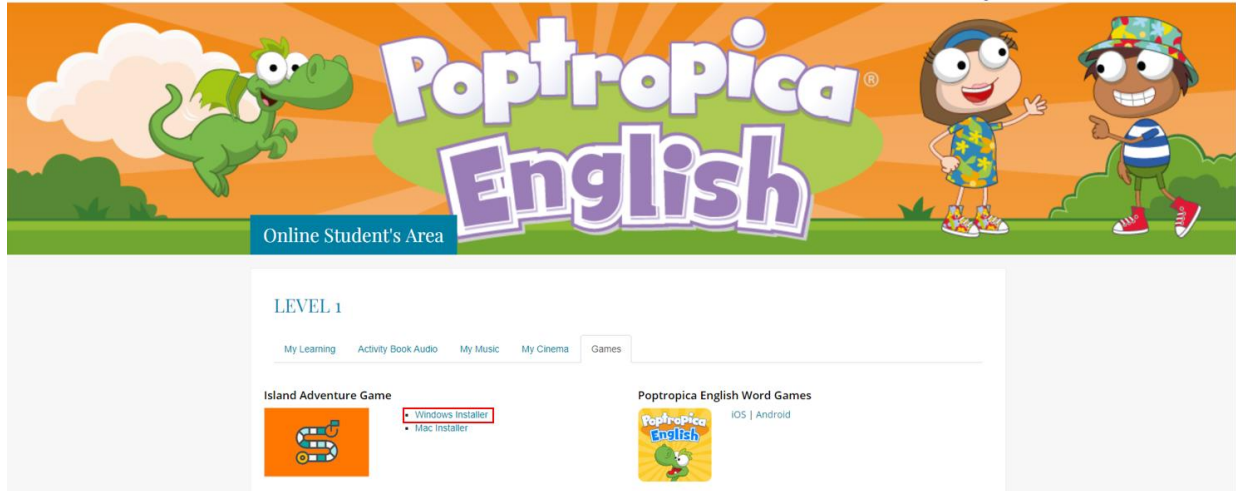 Poptropica®
English
Online Student's Area
LEVEL 1
My Learning Activity Book Audio My Music My Cinema Games
Island Adventure Game
• Windows Installer
• Mac Installer
Poptropica English Word Games
Poptropica
English
iOS | Android